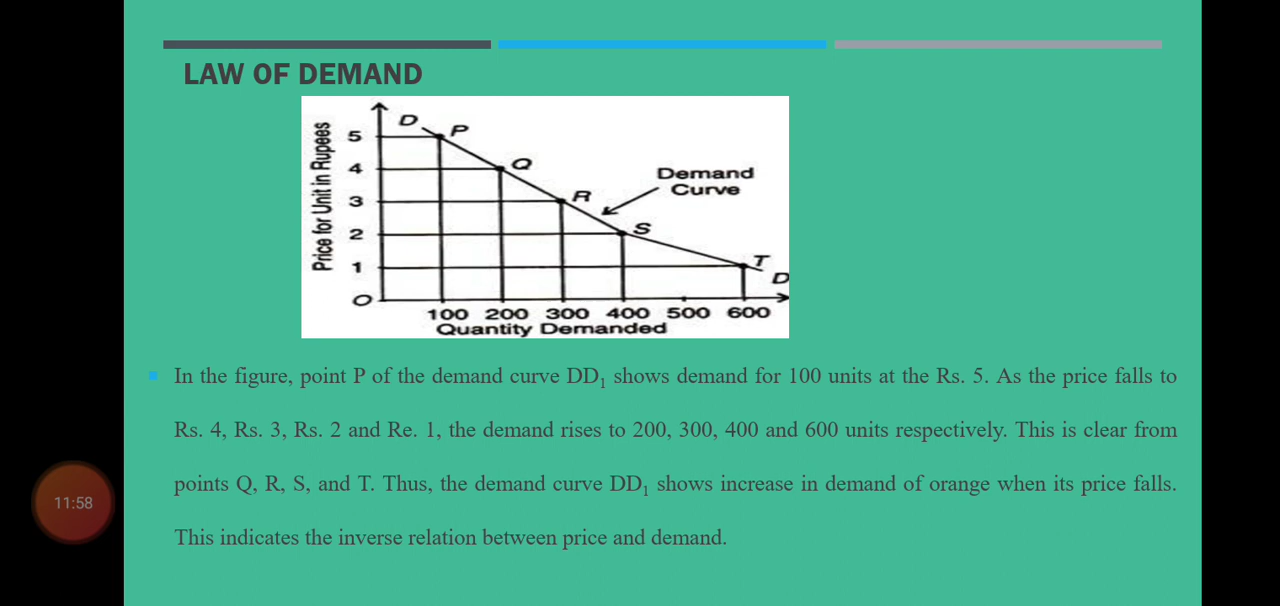 LAW OF DEMAND
Price for Unit in Rupees
D
5
P
4
Q
3
R
2
S
1
T
D
O
Demand
Curve
100 200 300 400 500 600
Quantity Demanded
In the figure, point P of the demand curve DD₁ shows demand for 100 units at the Rs. 5. As the price falls to
Rs. 4, Rs. 3, Rs. 2 and Re. 1, the demand rises to 200, 300, 400 and 600 units respectively. This is clear from
points Q, R, S, and T. Thus, the demand curve DD₁ shows increase in demand of orange when its price falls.
This indicates the inverse relation between price and demand.
11:58